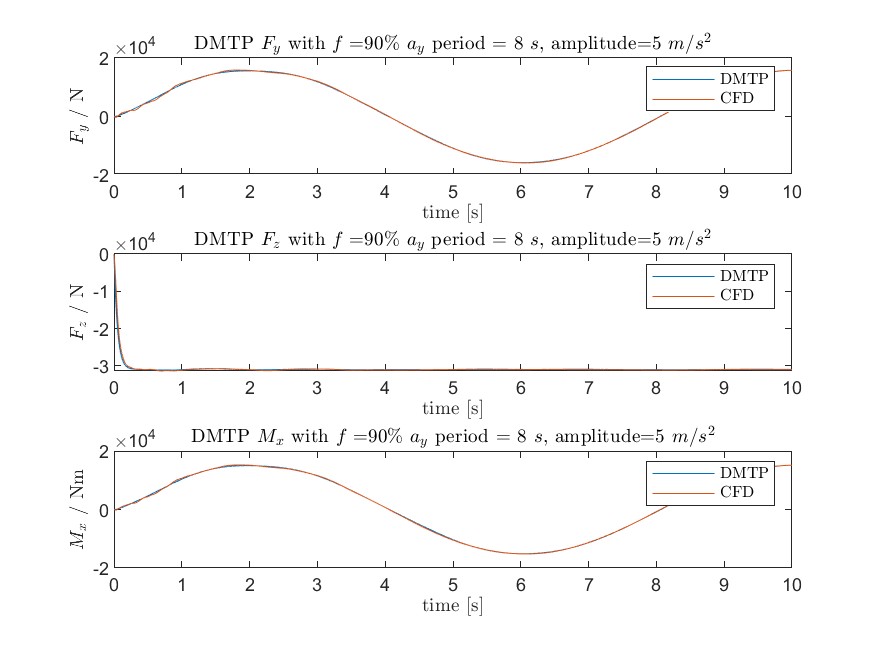 DMTP F_y with f =90% a_y period = 8 s, amplitude=5 m/s^2
×10^4
2
0
-2
F_y / N
DMTP
CFD
0 1 2 3 4 5 6 7 8 9 10
time [s]
DMTP F_z with f =90% a_y period = 8 s, amplitude=5 m/s^2
×10^4
0
-1
-2
-3
F_z / N
DMTP
CFD
0 1 2 3 4 5 6 7 8 9 10
time [s]
DMTP M_x with f =90% a_y period = 8 s, amplitude=5 m/s^2
×10^4
2
0
-2
M_x / Nm
DMTP
CFD
0 1 2 3 4 5 6 7 8 9 10
time [s]